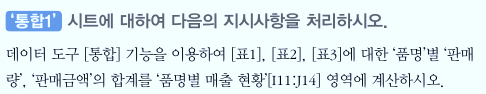 ‘통합1’ 시트에 대하여 다음의 지시사항을 처리하시오.
데이터 도구 [통합] 기능을 이용하여 [표1], [표2], [표3]에 대한 ‘품명’별 ‘판매
량’, ‘판매금액’의 합계를 ‘품명별 매출 현황’[I11:J14] 영역에 계산하시오.